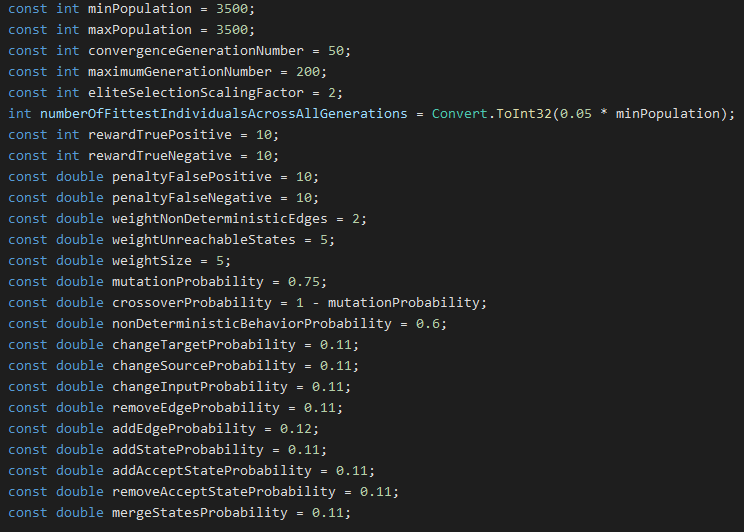 const int minPopulation = 3500;
const int maxPopulation = 3500;
const int convergenceGenerationNumber = 50;
const int maximumGenerationNumber = 200;
const int eliteSelectionScalingFactor = 2;
int numberOfFittestIndividualsAcrossAllGenerations = Convert.ToInt32(0.05 * minPopulation);
const int rewardTruePositive = 10;
const int rewardTrueNegative = 10;
const double penaltyFalsePositive = 10;
const double penaltyFalseNegative = 10;
const double weightNonDeterministicEdges = 2;
const double weightUnreachableStates = 5;
const double weightSize = 5;
const double mutationProbability = 0.75;
const double crossoverProbability = 1 - mutationProbability;
const double nonDeterministicBehaviorProbability = 0.6;
const double changeTargetProbability = 0.11;
const double changeSourceProbability = 0.11;
const double changeInputProbability = 0.11;
const double removeEdgeProbability = 0.11;
const double addEdgeProbability = 0.12;
const double addStateProbability = 0.11;
const double addAcceptStateProbability = 0.11;
const double removeAcceptStateProbability = 0.11;
const double mergeStatesProbability = 0.11;